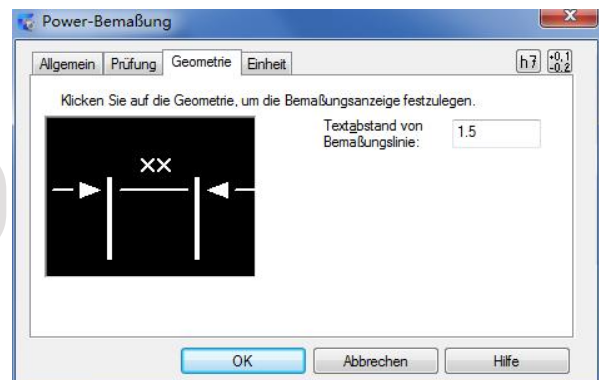 Power-Bemaßung
Allgemein Prüfung Geometrie Einheit h7 +0.1 -0.2
Klicken Sie auf die Geometrie, um die Bemaßungsanzeige festzulegen.
XX
Textabstand von
Bemaßungslinie: 1.5
OK Abbrechen Hilfe